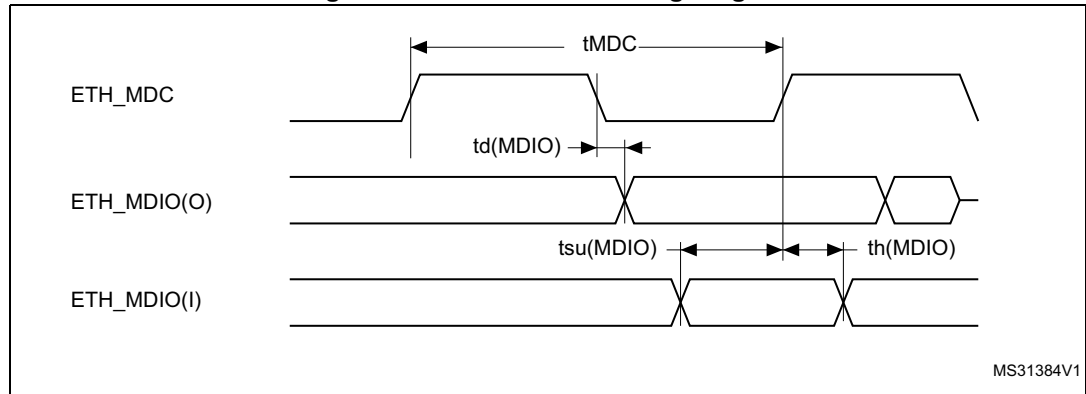 tMDC
ETH_MDC
td(MDIO)
ETH_MDIO(O)
tsu(MDIO) th(MDIO)
ETH_MDIO(I)
MS31384V1